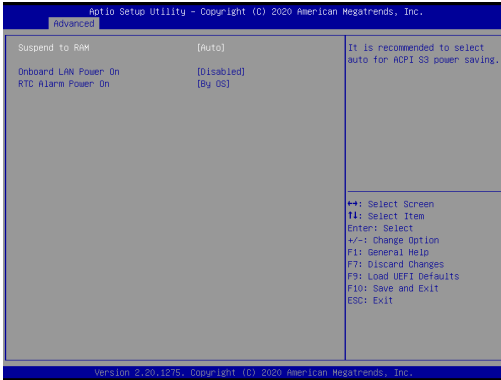 Aptio Setup Utility – Copyright (C) 2020 American Megatrends, Inc.
Advanced
Suspend to RAM [Auto]
Onboard LAN Power On [Disabled]
RTC Alarm Power On [By OS]
It is recommended to select
auto for ACPI S3 power saving.
↔: Select Screen
↑↓: Select Item
Enter: Select
+/-: Change Option
F1: General Help
F7: Discard Changes
F9: Load UEFI Defaults
F10: Save and Exit
ESC: Exit
Version 2.20.1275. Copyright (C) 2020 American Megatrends, Inc.